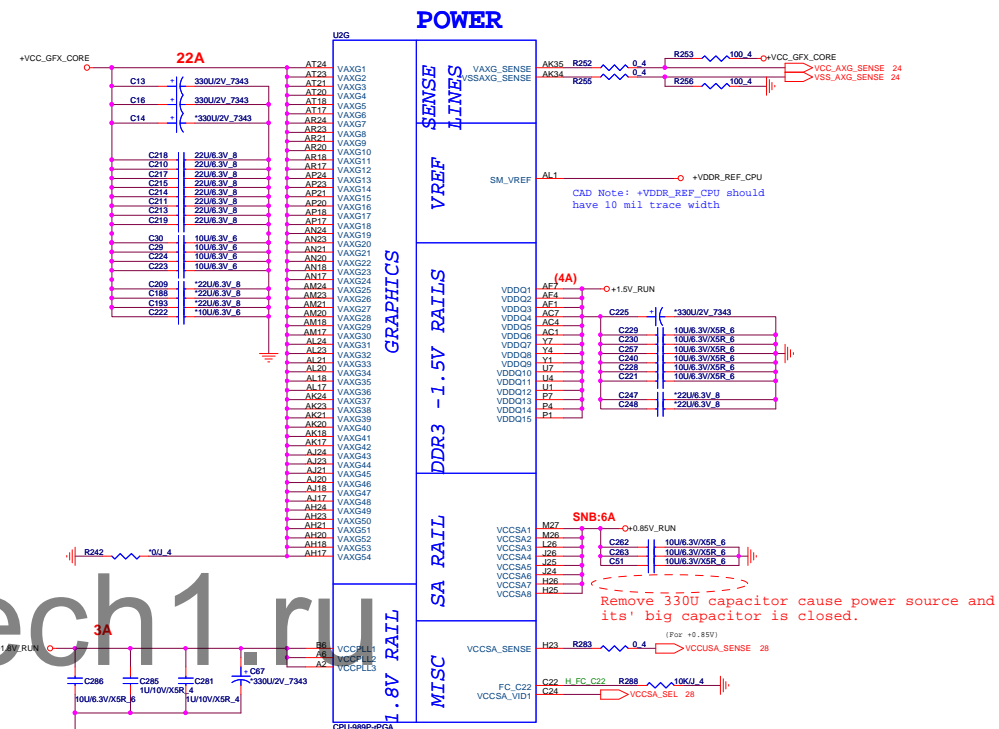 POWER
U2G
+VCC_GFX_CORE
22A
C13 330U/2V_7343
C16 330U/2V_7343
C14 *330U/2V_7343
C218 22U/6.3V_8
C210 22U/6.3V_8
C217 22U/6.3V_8
C215 22U/6.3V_8
C214 22U/6.3V_8
C211 22U/6.3V_8
C213 22U/6.3V_8
C219 22U/6.3V_8
C30 10U/6.3V_6
C29 10U/6.3V_6
C224 10U/6.3V_6
C223 10U/6.3V_6
C209 *22U/6.3V_8
C188 *22U/6.3V_8
C193 *22U/6.3V_8
C222 *10U/6.3V_6
R242 *0/J_4
AT24 VAXG1
AT23 VAXG2
AT21 VAXG3
AT20 VAXG4
AT18 VAXG5
AT17 VAXG6
AR24 VAXG7
AR23 VAXG8
AR21 VAXG9
AR20 VAXG10
AR18 VAXG11
AR17 VAXG12
AP24 VAXG13
AP23 VAXG14
AP21 VAXG15
AP20 VAXG16
AP18 VAXG17
AP17 VAXG18
AN24 VAXG19
AN23 VAXG20
AN21 VAXG21
AN20 VAXG22
AN18 VAXG23
AN17 VAXG24
AM24 VAXG25
AM23 VAXG26
AM21 VAXG27
AM20 VAXG28
AM18 VAXG29
AM17 VAXG30
AL24 VAXG31
AL23 VAXG32
AL21 VAXG33
AL20 VAXG34
AL18 VAXG35
AL17 VAXG36
AK24 VAXG37
AK23 VAXG38
AK21 VAXG39
AK20 VAXG40
AK18 VAXG41
AK17 VAXG42
AJ24 VAXG43
AJ23 VAXG44
AJ21 VAXG45
AJ20 VAXG46
AJ18 VAXG47
AJ17 VAXG48
AH24 VAXG49
AH23 VAXG50
AH21 VAXG51
AH20 VAXG52
AH18 VAXG53
AH17 VAXG54
GRAPHICS
SENSE
LINES
VAXG_SENSE AK35 R252 0_4
VSSAXG_SENSE AK34 R255 0_4
R253 100_4 +VCC_GFX_CORE
VCC_AXG_SENSE 24
VSS_AXG_SENSE 24
R256 100_4
VREF
SM_VREF AL1 +VDDR_REF_CPU
CAD Note: +VDDR_REF_CPU should
have 10 mil trace width
DDR3 -1.5V RAILS
(4A)
+1.5V_RUN
VDDQ1 AF7
VDDQ2 AF4
VDDQ3 AF1
VDDQ4 AC7
VDDQ5 AC4
VDDQ6 AC1
VDDQ7 Y7
VDDQ8 Y4
VDDQ9 Y1
VDDQ10 U7
VDDQ11 U4
VDDQ12 U1
VDDQ13 P7
VDDQ14 P4
VDDQ15 P1
C225 *330U/2V_7343
C229 10U/6.3V/X5R_6
C230 10U/6.3V/X5R_6
C257 10U/6.3V/X5R_6
C240 10U/6.3V/X5R_6
C228 10U/6.3V/X5R_6
C221 10U/6.3V/X5R_6
C247 *22U/6.3V_8
C248 *22U/6.3V_8
SA RAIL
SNB:6A
+0.85V_RUN
VCCSA1 M27
VCCSA2 M26
VCCSA3 L26
VCCSA4 J26
VCCSA5 J25
VCCSA6 J24
VCCSA7 H26
VCCSA8 H25
C262 10U/6.3V/X5R_6
C263 10U/6.3V/X5R_6
C51 10U/6.3V/X5R_6
Remove 330U capacitor cause power source and
its' big capacitor is closed.
(For +0.85V)
MISC
VCCSA_SENSE H23 R283 0_4 VCCUSA_SENSE 28
FC_C22 C22 H_FC_C22 R288 10K/J_4
VCCSA_VID1 C24 VCCSA_SEL 28
1.8V RAIL
3A
1.8V_RUN
B6 VCCPLL1
A6 VCCPLL2
A2 VCCPLL3
C286
10U/6.3V/X5R_6
C285
1U/10V/X5R_4
C281
1U/10V/X5R_4
C67
*330U/2V_7343
CPU-989P-rPGA
ech1.ru